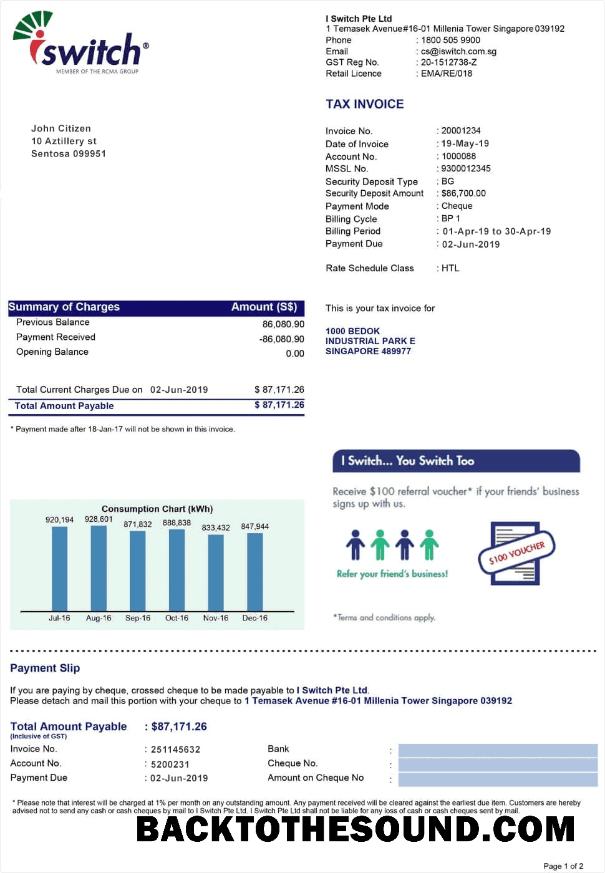 iswitch®
MEMBER OF THE RCMA GROUP
I Switch Pte Ltd
1 Temasek Avenue#16-01 Millenia Tower Singapore 039192
Phone : 1800 505 9900
Email : cs@iswitch.com.sg
GST Reg No. : 20-1512738-Z
Retail Licence : EMA/RE/018
TAX INVOICE
John Citizen
10 Aztillery st
Sentosa 099951
Invoice No. : 20001234
Date of Invoice : 19-May-19
Account No. : 1000088
MSSL No. : 9300012345
Security Deposit Type : BG
Security Deposit Amount : $86,700.00
Payment Mode : Cheque
Billing Cycle : BP 1
Billing Period : 01-Apr-19 to 30-Apr-19
Payment Due : 02-Jun-2019
Rate Schedule Class : HTL
Summary of Charges Amount (S$)
Previous Balance 86,080.90
Payment Received -86,080.90
Opening Balance 0.00
Total Current Charges Due on 02-Jun-2019 $ 87,171.26
Total Amount Payable $ 87,171.26
* Payment made after 18-Jan-17 will not be shown in this invoice.
This is your tax invoice for
1000 BEDOK
INDUSTRIAL PARK E
SINGAPORE 489977
I Switch... You Switch Too
Receive $100 referral voucher* if your friends' business
signs up with us.
$100 VOUCHER
Refer your friend's business!
*Terms and conditions apply.
Consumption Chart (kWh)
920,194 928,601 871,832 888,838 833,432 847,944
Jul-16 Aug-16 Sep-16 Oct-16 Nov-16 Dec-16
Payment Slip
If you are paying by cheque, crossed cheque to be made payable to I Switch Pte Ltd.
Please detach and mail this portion with your cheque to 1 Temasek Avenue #16-01 Millenia Tower Singapore 039192
Total Amount Payable : $87,171.26
(Inclusive of GST)
Invoice No. : 251145632 Bank :
Account No. : 5200231 Cheque No. :
Payment Due : 02-Jun-2019 Amount on Cheque No :
* Please note that interest will be charged at 1% per month on any outstanding amount. Any payment received will be cleared against the earliest due item. Customers are hereby
advised not to send any cash or cash cheques by mail to I Switch Pte Ltd. I Switch Pte Ltd shall not be liable for any loss of cash or cash cheques sent by mail.
BACKTOTHESOUND.COM
Page 1 of 2